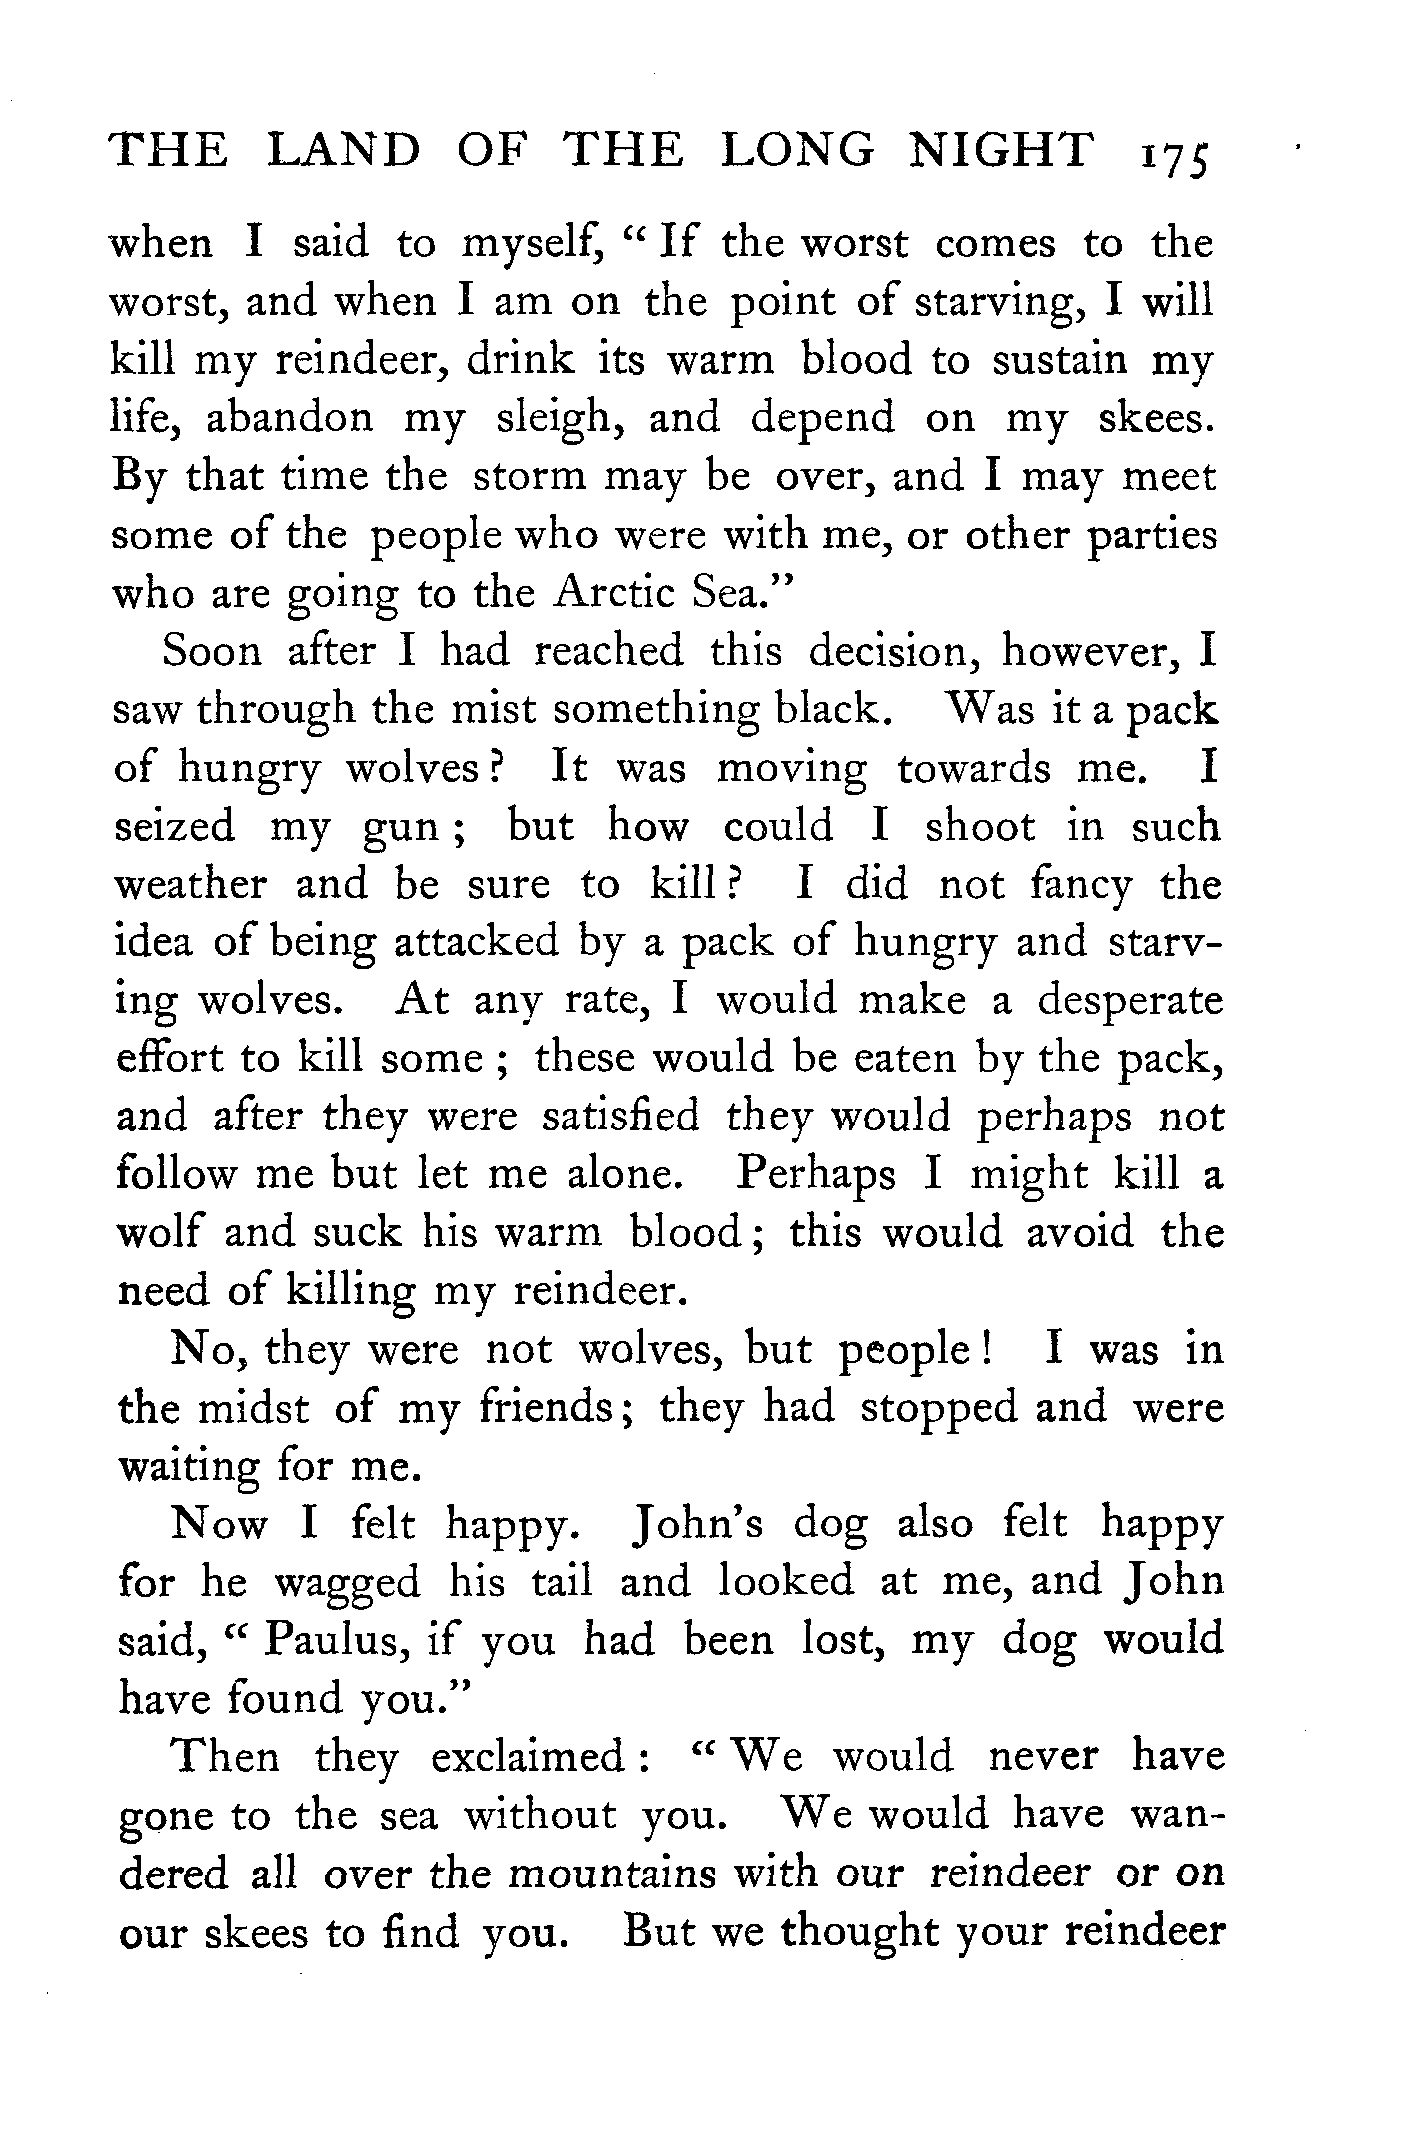 THE LAND OF THE LONG NIGHT 175
when I said to myself, “ If the worst comes to the
worst, and when I am on the point of starving, I will
kill my reindeer, drink its warm blood to sustain my
life, abandon my sleigh, and depend on my skees.
By that time the storm may be over, and I may meet
some of the people who were with me, or other parties
who are going to the Arctic Sea.”
Soon after I had reached this decision, however, I
saw through the mist something black. Was it a pack
of hungry wolves ? It was moving towards me. I
seized my gun ; but how could I shoot in such
weather and be sure to kill ? I did not fancy the
idea of being attacked by a pack of hungry and starv-
ing wolves. At any rate, I would make a desperate
effort to kill some ; these would be eaten by the pack,
and after they were satisfied they would perhaps not
follow me but let me alone. Perhaps I might kill a
wolf and suck his warm blood ; this would avoid the
need of killing my reindeer.
No, they were not wolves, but people ! I was in
the midst of my friends ; they had stopped and were
waiting for me.
Now I felt happy. John’s dog also felt happy
for he wagged his tail and looked at me, and John
said, “ Paulus, if you had been lost, my dog would
have found you.”
Then they exclaimed : “ We would never have
gone to the sea without you. We would have wan-
dered all over the mountains with our reindeer or on
our skees to find you. But we thought your reindeer